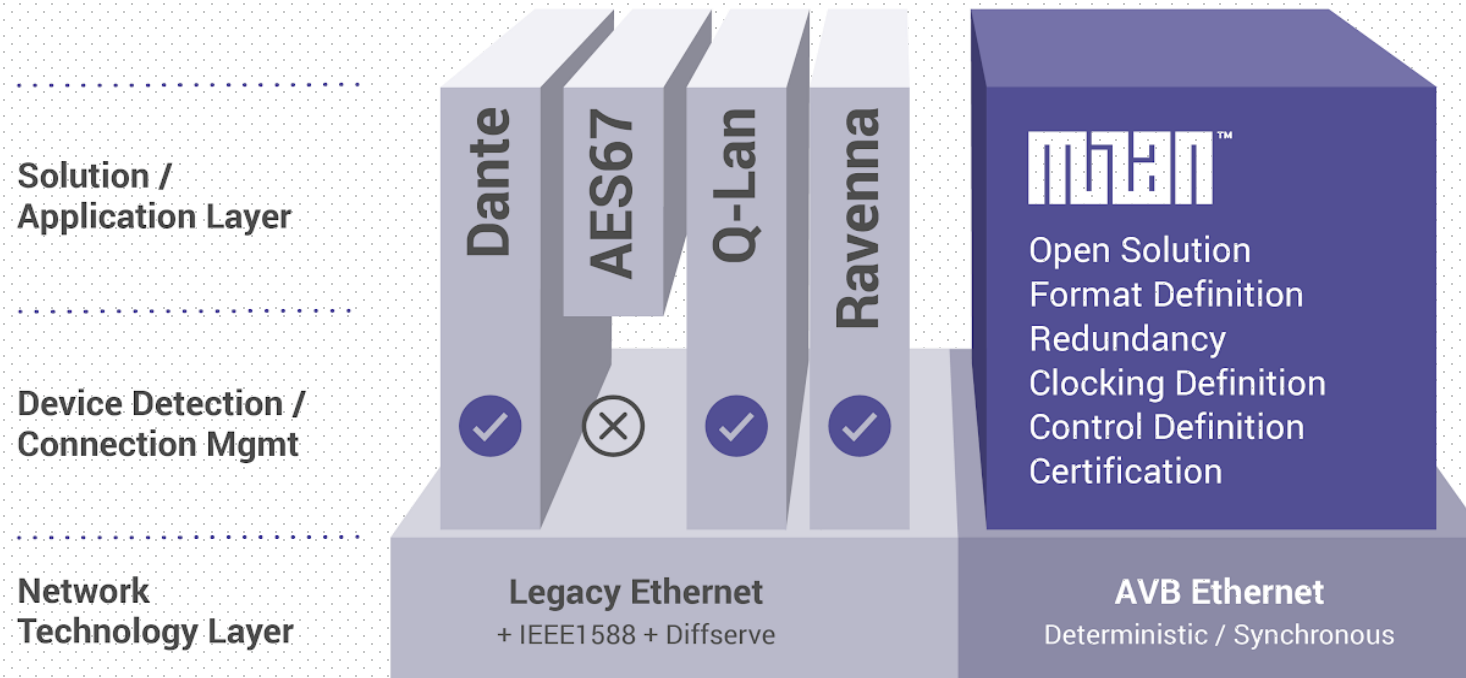 Solution /
Application Layer
Device Detection /
Connection Mgmt
Network
Technology Layer
Dante
AES67
Q-Lan
Ravenna
milan™
Open Solution
Format Definition
Redundancy
Clocking Definition
Control Definition
Certification
Legacy Ethernet
+ IEEE1588 + Diffserve
AVB Ethernet
Deterministic / Synchronous